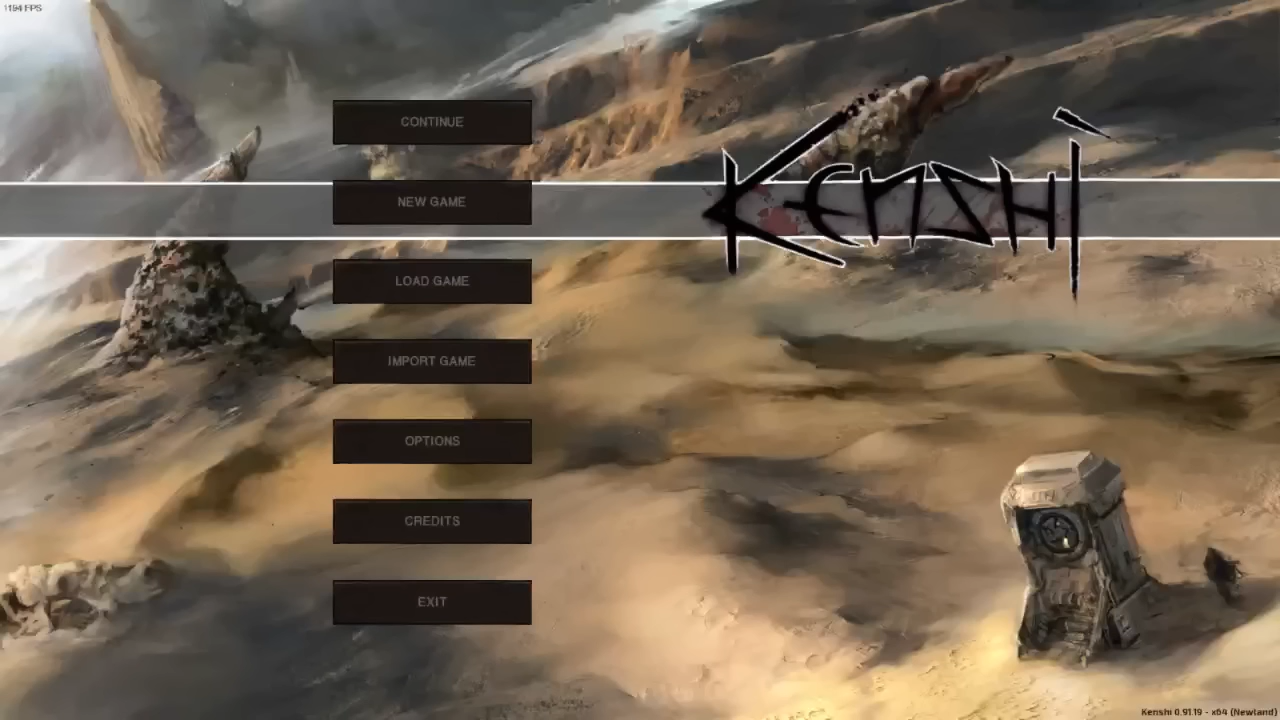 1194 FPS
CONTINUE
KENSHI
NEW GAME
LOAD GAME
IMPORT GAME
OPTIONS
CREDITS
EXIT
Kenshi 0.91.19 - x64 (Newland)